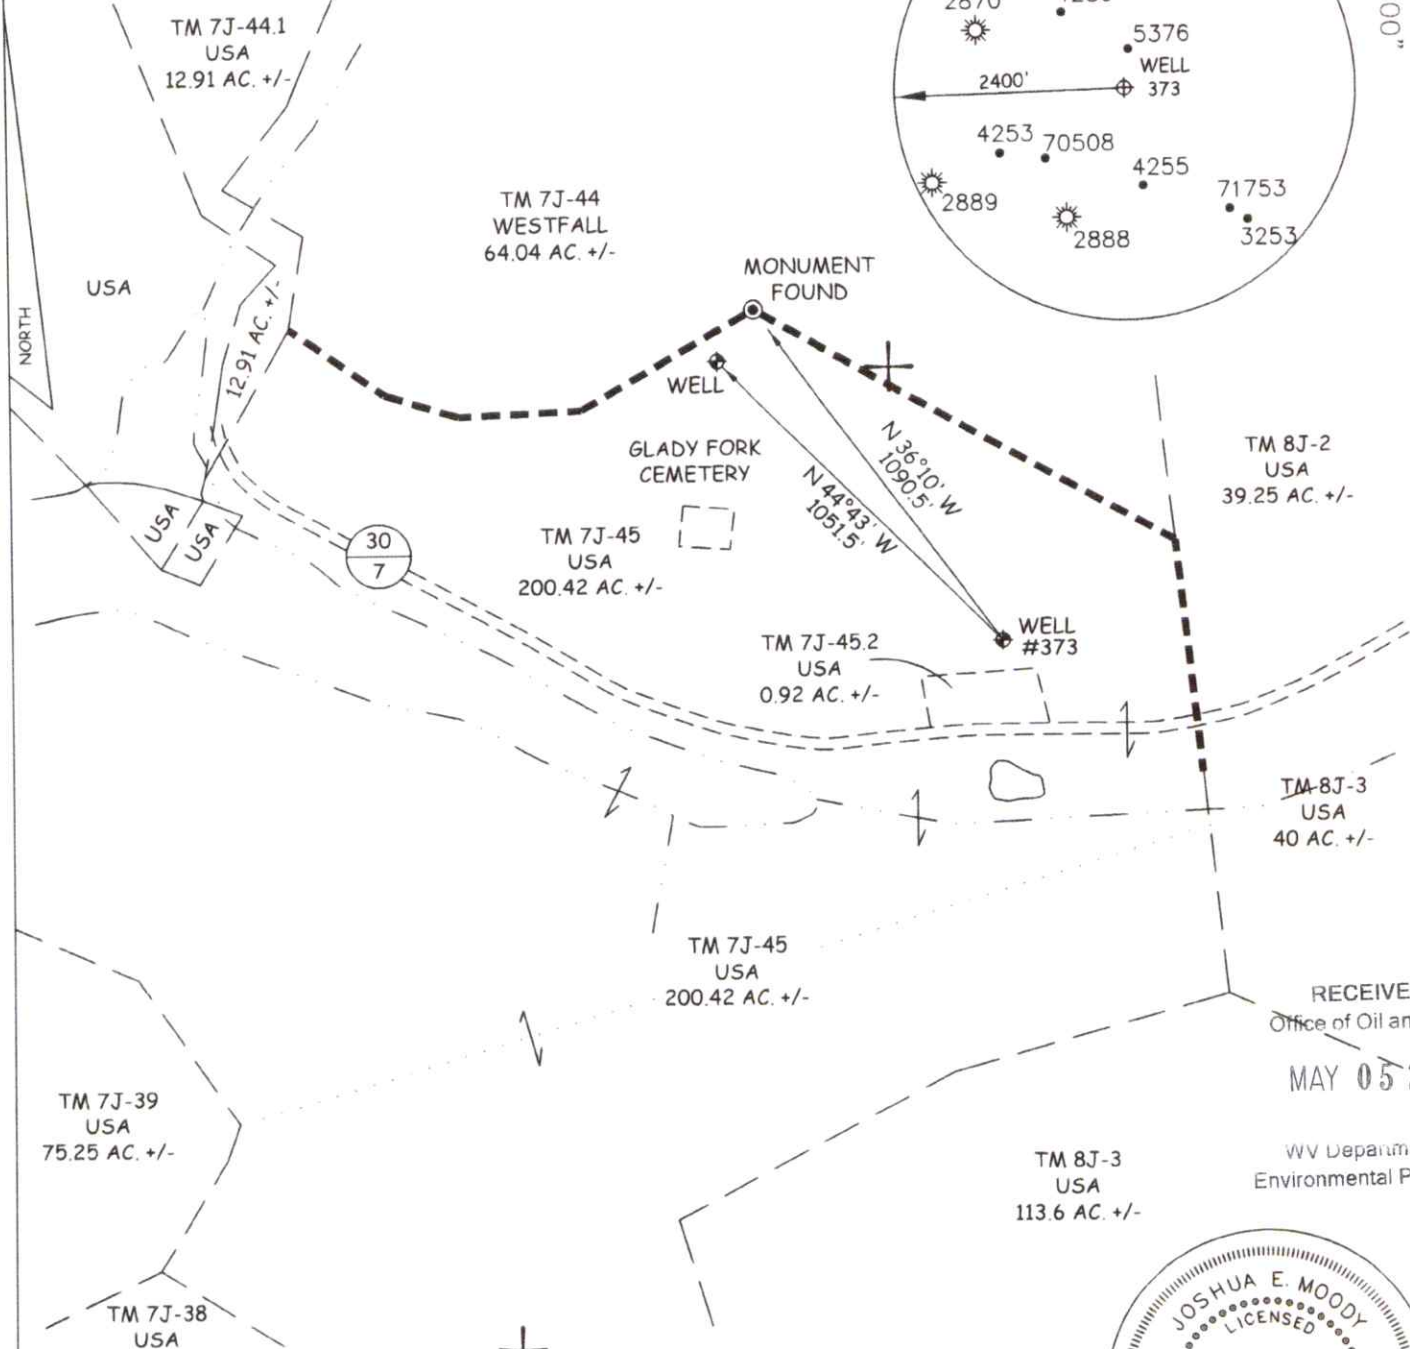 TM 7J-44.1
USA
12.91 AC. +/-
5376
WELL
373
2400'
4253
70508
4255
71753
3253
2889
2888
00"
TM 7J-44
WESTFALL
64.04 AC. +/-
USA
NORTH
12.91 AC. +/-
MONUMENT
FOUND
WELL
GLADY FORK
CEMETERY
N 36°10' W
1090.5'
N 44°43' W
1051.5'
TM 8J-2
USA
39.25 AC. +/-
USA
USA
30
7
TM 7J-45
USA
200.42 AC. +/-
WELL
#373
TM 7J-45.2
USA
0.92 AC. +/-
TM 8J-3
USA
40 AC. +/-
TM 7J-45
USA
200.42 AC. +/-
RECEIVE
Office of Oil an
MAY 05
WV Departm
Environmental P
TM 7J-39
USA
75.25 AC. +/-
TM 8J-3
USA
113.6 AC. +/-
TM 7J-38
USA
JOSHUA E. MOODY
LICENSED